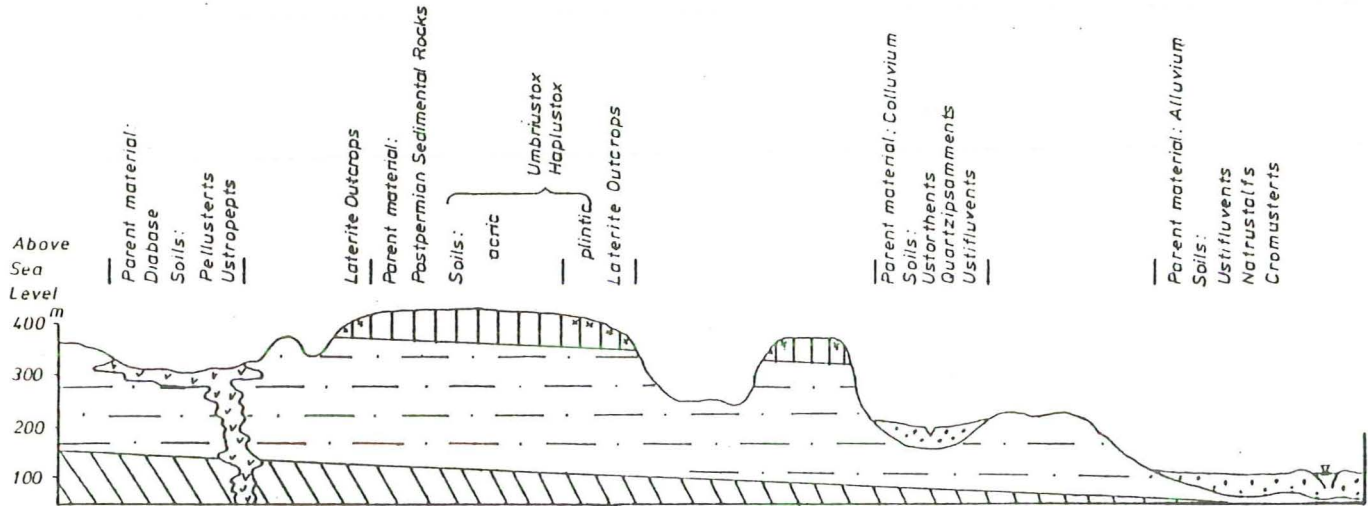 Parent material:
Diabase
Soils:
Pellusterts
Ustropepts
Laterite Outcrops
Parent material:
Postpermian Sedimental Rocks
Soils:
acric
Umbriustox
Haplustox
plintic
Laterite Outcrops
Parent material: Colluvium
Soils:
Ustorthents
Quartzipsamments
Ustifluvents
Parent material: Alluvium
Soils:
Ustifluvents
Natrustalfs
Cromusterts
Above
Sea
Level
m
400
300
200
100